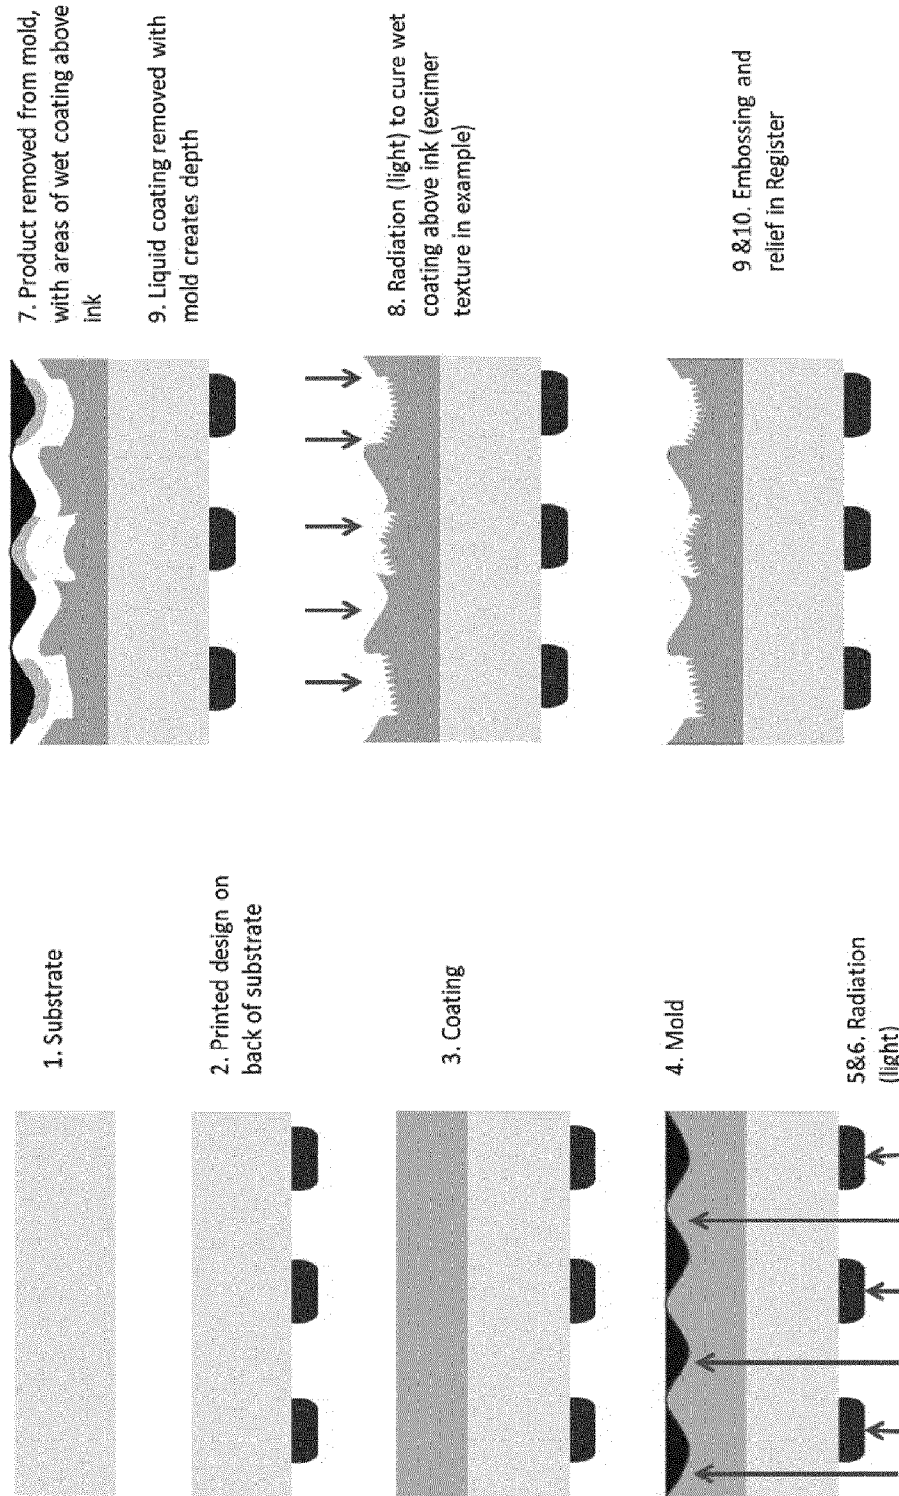 1. Substrate
2. Printed design on
back of substrate
3. Coating
4. Mold
5&6. Radiation
(light)
7. Product removed from mold,
with areas of wet coating above
ink
9. Liquid coating removed with
mold creates depth
8. Radiation (light) to cure wet
coating above ink (excimer
texture in example)
9 &10. Embossing and
relief in Register